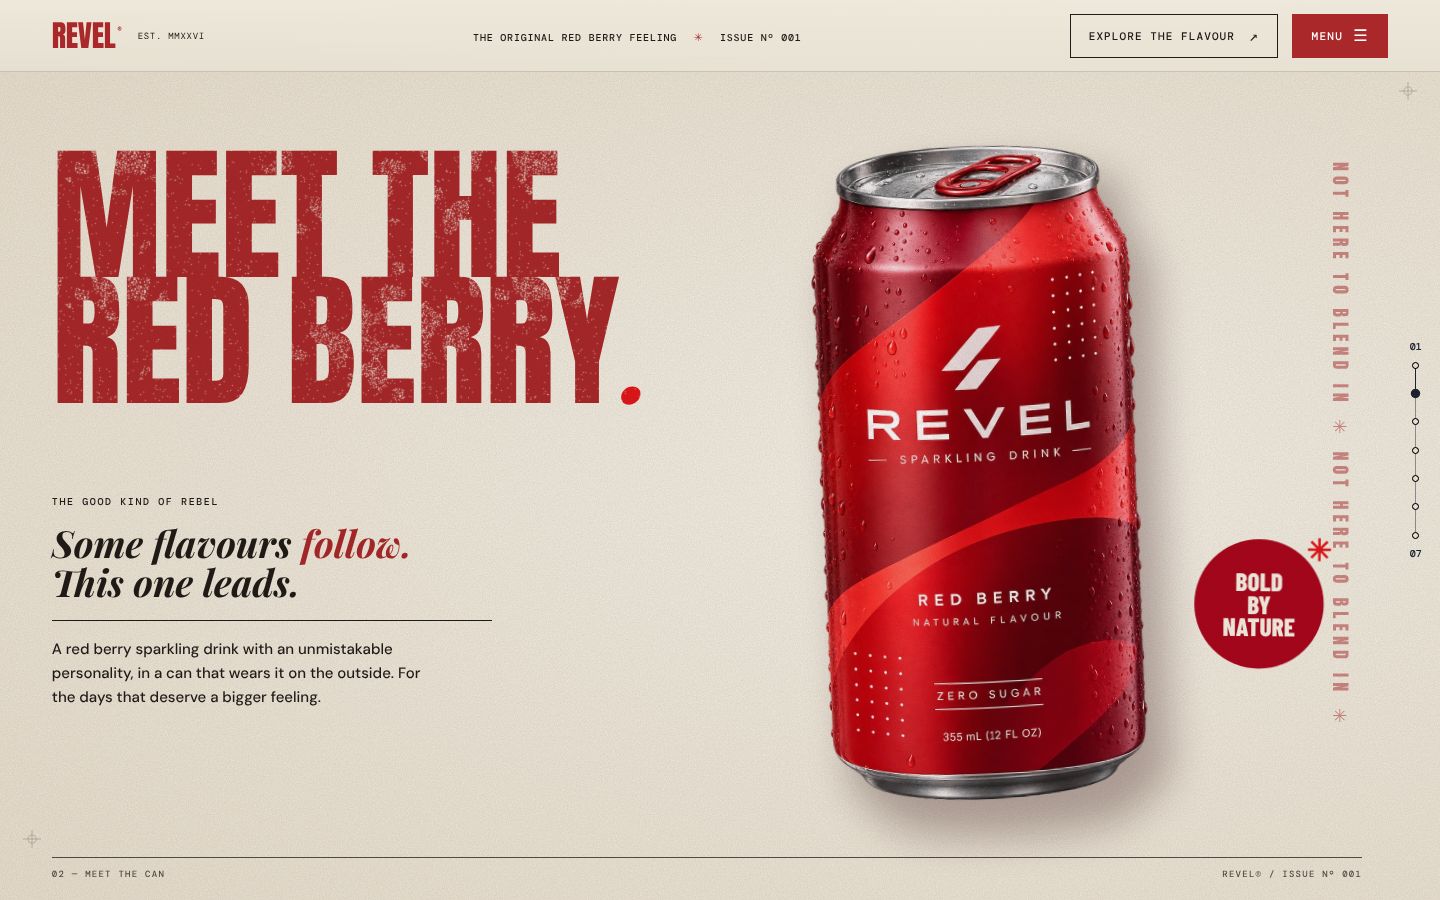 REVEL®
EST. MMXXVI
THE ORIGINAL RED BERRY FEELING ✳ ISSUE Nº 001
EXPLORE THE FLAVOUR ↗
MENU ☰
MEET THE
RED BERRY.
THE GOOD KIND OF REBEL
Some flavours follow.
This one leads.
A red berry sparkling drink with an unmistakable
personality, in a can that wears it on the outside. For
the days that deserve a bigger feeling.
REVEL
SPARKLING DRINK
RED BERRY
NATURAL FLAVOUR
ZERO SUGAR
355 mL (12 FL OZ)
BOLD
BY
NATURE
NOT HERE TO BLEND IN ✳ NOT HERE TO BLEND IN ✳
01
07
02 — MEET THE CAN
REVEL® / ISSUE Nº 001